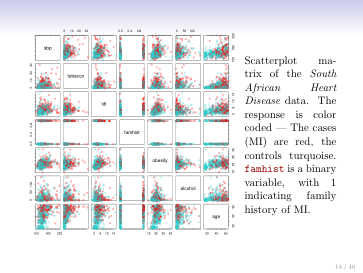 sbp
tobacco
ldl
famhist
obesity
alcohol
age
Scatterplot ma-
trix of the South
African Heart
Disease data. The
response is color
coded — The cases
(MI) are red, the
controls turquoise.
famhist is a binary
variable, with 1
indicating family
history of MI.
14 / 40